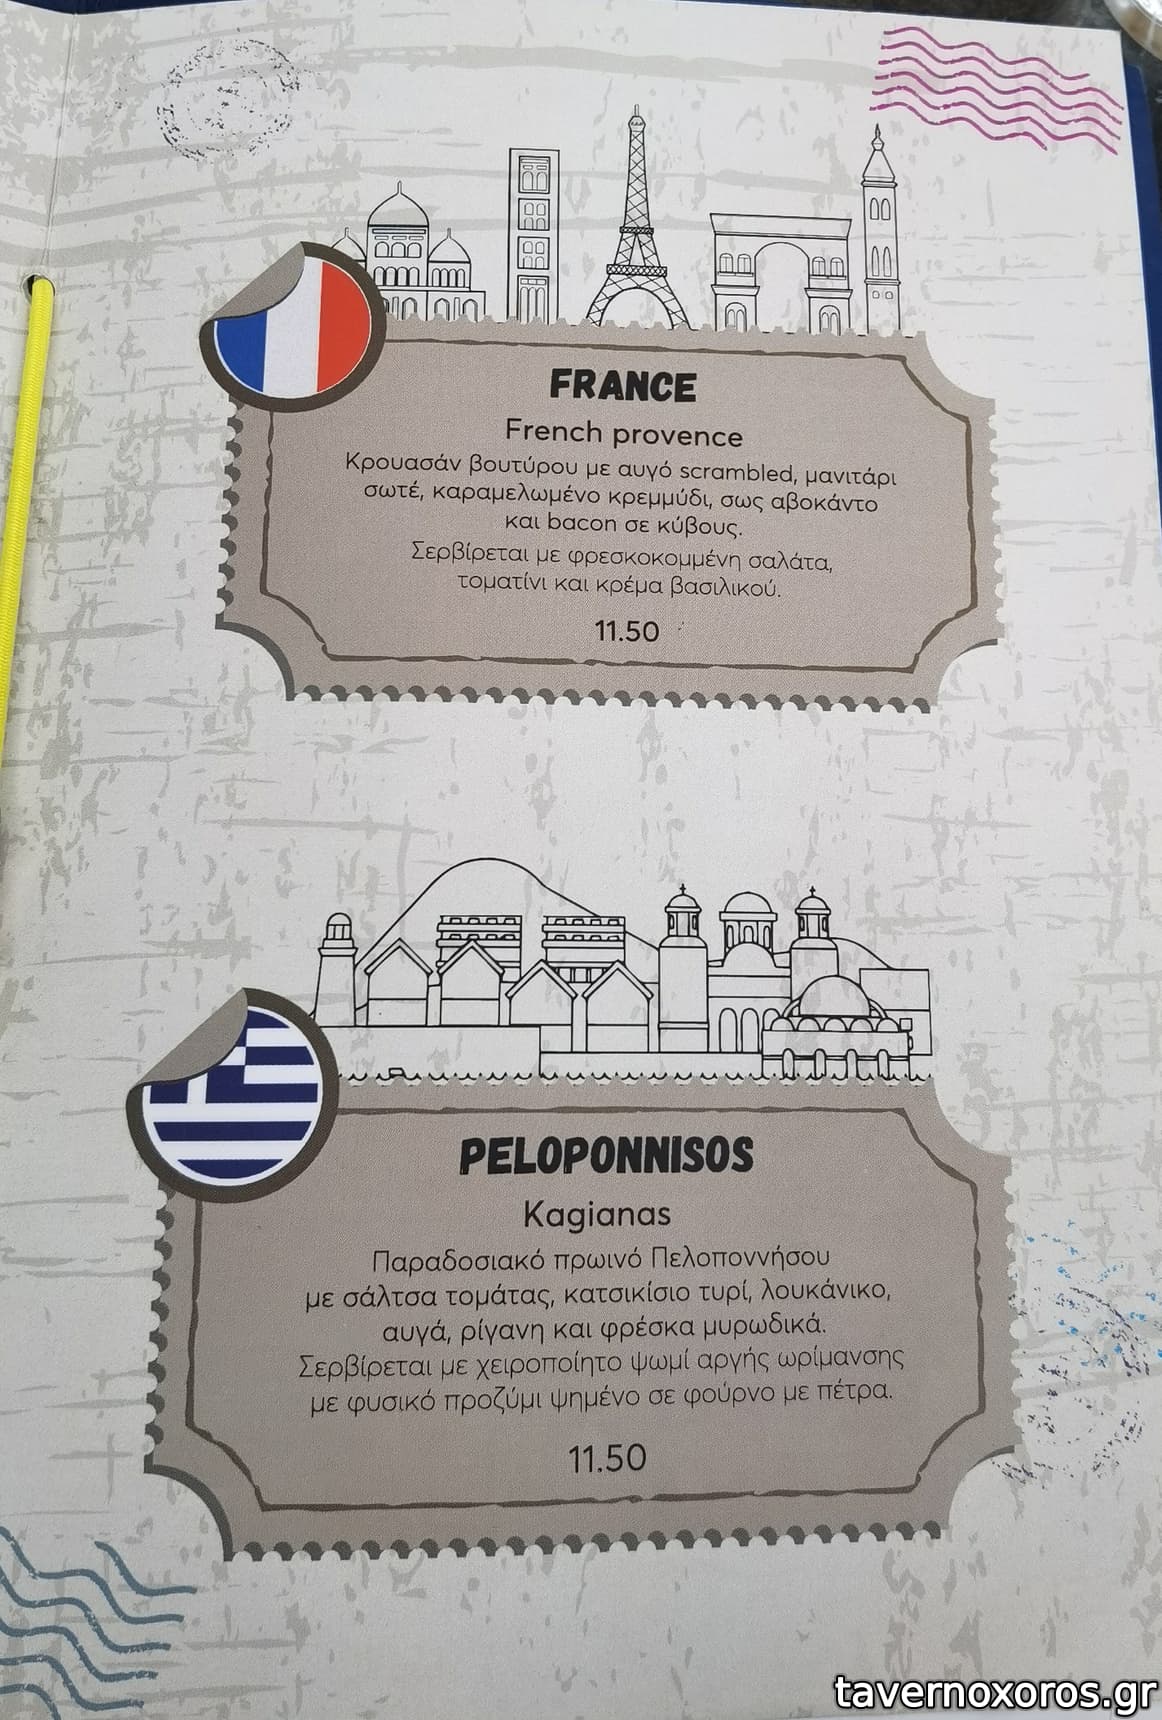 FRANCE
French provence
Κρουασάν βουτύρου με αυγό scrambled, μανιτάρι
σωτέ, καραμελωμένο κρεμμύδι, σως αβοκάντο
και bacon σε κύβους.
Σερβίρεται με φρεσκοκομμένη σαλάτα,
τοματίνι και κρέμα βασιλικού.
11.50
PELOPONNISOS
Kagianas
Παραδοσιακό πρωινό Πελοποννήσου
με σάλτσα τομάτας, κατσικίσιο τυρί, λουκάνικο,
αυγά, ρίγανη και φρέσκα μυρωδικά.
Σερβίρεται με χειροποίητο ψωμί αργής ωρίμανσης
με φυσικό προζύμι ψημένο σε φούρνο με πέτρα.
11.50
tavernoxoros.gr